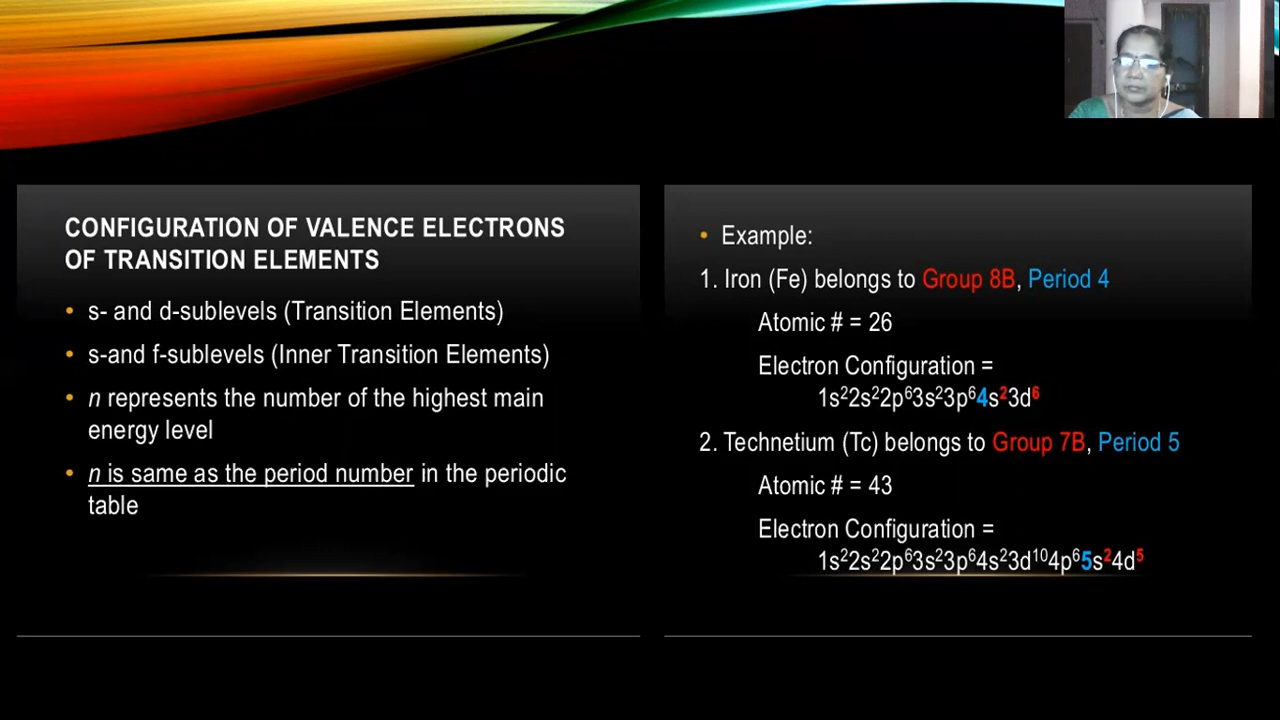 CONFIGURATION OF VALENCE ELECTRONS
OF TRANSITION ELEMENTS
• s- and d-sublevels (Transition Elements)
• s-and f-sublevels (Inner Transition Elements)
• n represents the number of the highest main
energy level
• n is same as the period number in the periodic
table
• Example:
1. Iron (Fe) belongs to Group 8B, Period 4
Atomic # = 26
Electron Configuration =
1s²2s²2p⁶3s²3p⁶4s²3d⁶
2. Technetium (Tc) belongs to Group 7B, Period 5
Atomic # = 43
Electron Configuration =
1s²2s²2p⁶3s²3p⁶4s²3d¹⁰4p⁶5s²4d⁵